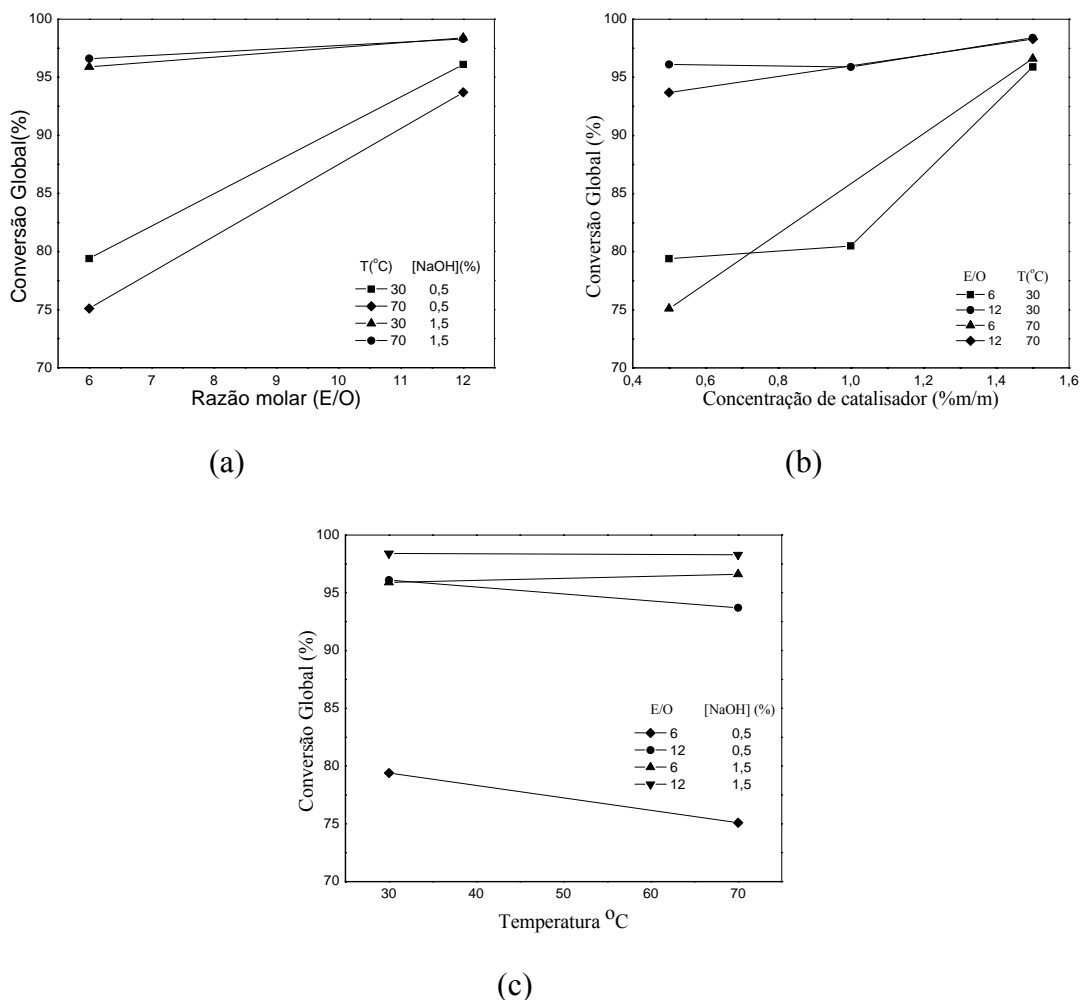 100
95
90
85
80
75
70
Conversão Global(%)
T(°C) [NaOH](%)
30 0,5
70 0,5
30 1,5
70 1,5
6 7 8 9 10 11 12
Razão molar (E/O)
(a)
100
95
90
85
80
75
70
Conversão Global (%)
E/O T(°C)
6 30
12 30
6 70
12 70
0,4 0,6 0,8 1,0 1,2 1,4 1,6
Concentração de catalisador (%m/m)
(b)
100
95
90
85
80
75
70
Conversão Global (%)
E/O [NaOH] (%)
6 0,5
12 0,5
6 1,5
12 1,5
30 40 50 60 70
Temperatura °C
(c)